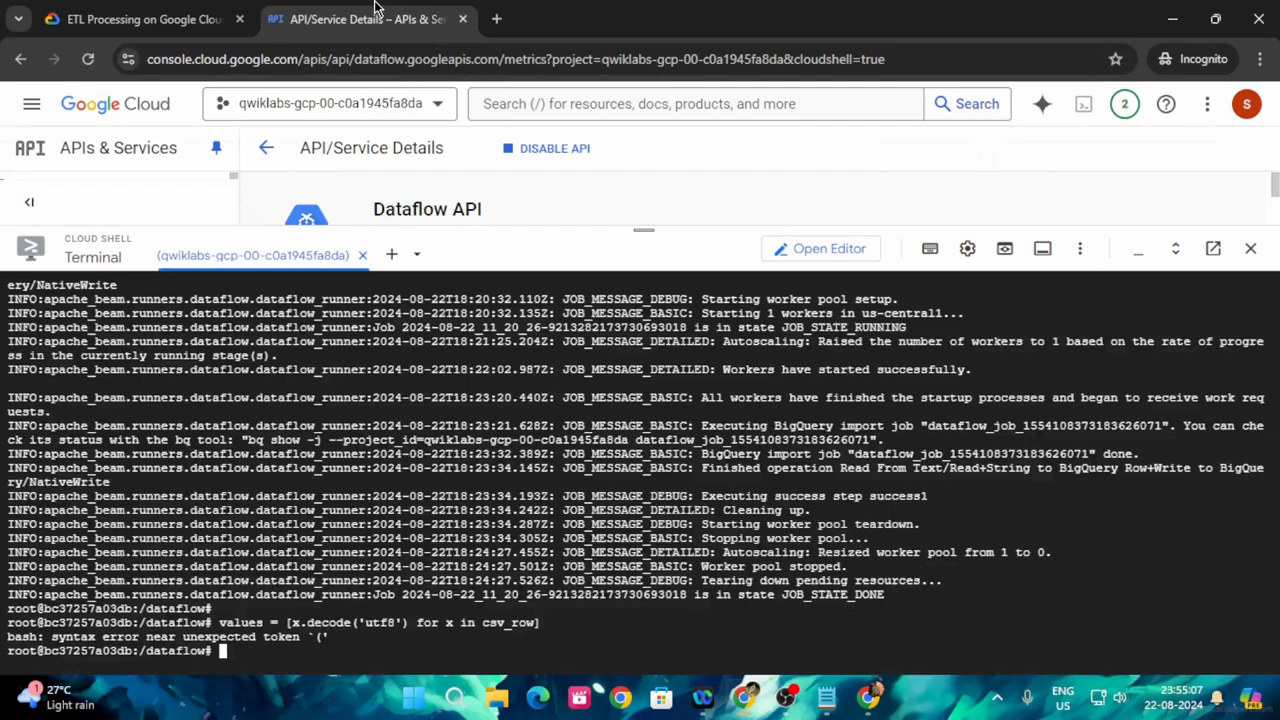 ETL Processing on Google Clou
API API/Service Details – APIs & Ser
console.cloud.google.com/apis/api/dataflow.googleapis.com/metrics?project=qwiklabs-gcp-00-c0a1945fa8da&cloudshell=true
Incognito
Google Cloud
qwiklabs-gcp-00-c0a1945fa8da
Search (/) for resources, docs, products, and more
Search
2
S
API APIs & Services
API/Service Details
DISABLE API
Dataflow API
CLOUD SHELL
Terminal
(qwiklabs-gcp-00-c0a1945fa8da)
Open Editor
ery/NativeWrite
INFO:apache_beam.runners.dataflow.dataflow_runner:2024-08-22T18:20:32.110Z: JOB_MESSAGE_DEBUG: Starting worker pool setup.
INFO:apache_beam.runners.dataflow.dataflow_runner:2024-08-22T18:20:32.135Z: JOB_MESSAGE_BASIC: Starting 1 workers in us-central1...
INFO:apache_beam.runners.dataflow.dataflow_runner:Job 2024-08-22_11_20_26-9213282173730693018 is in state JOB_STATE_RUNNING
INFO:apache_beam.runners.dataflow.dataflow_runner:2024-08-22T18:21:25.204Z: JOB_MESSAGE_DETAILED: Autoscaling: Raised the number of workers to 1 based on the rate of progre
ss in the currently running stage(s).
INFO:apache_beam.runners.dataflow.dataflow_runner:2024-08-22T18:22:02.987Z: JOB_MESSAGE_DETAILED: Workers have started successfully.
INFO:apache_beam.runners.dataflow.dataflow_runner:2024-08-22T18:23:20.440Z: JOB_MESSAGE_BASIC: All workers have finished the startup processes and began to receive work req
uests.
INFO:apache_beam.runners.dataflow.dataflow_runner:2024-08-22T18:23:21.628Z: JOB_MESSAGE_BASIC: Executing BigQuery import job "dataflow_job_1554108373183626071". You can che
ck its status with the bq tool: "bq show -j --project_id=qwiklabs-gcp-00-c0a1945fa8da dataflow_job_1554108373183626071".
INFO:apache_beam.runners.dataflow.dataflow_runner:2024-08-22T18:23:32.389Z: JOB_MESSAGE_BASIC: BigQuery import job "dataflow_job_1554108373183626071" done.
INFO:apache_beam.runners.dataflow.dataflow_runner:2024-08-22T18:23:34.145Z: JOB_MESSAGE_BASIC: Finished operation Read From Text/Read+String to BigQuery Row+Write to BigQue
ry/NativeWrite
INFO:apache_beam.runners.dataflow.dataflow_runner:2024-08-22T18:23:34.193Z: JOB_MESSAGE_DEBUG: Executing success step success1
INFO:apache_beam.runners.dataflow.dataflow_runner:2024-08-22T18:23:34.242Z: JOB_MESSAGE_DETAILED: Cleaning up.
INFO:apache_beam.runners.dataflow.dataflow_runner:2024-08-22T18:23:34.287Z: JOB_MESSAGE_DEBUG: Starting worker pool teardown.
INFO:apache_beam.runners.dataflow.dataflow_runner:2024-08-22T18:23:34.305Z: JOB_MESSAGE_BASIC: Stopping worker pool...
INFO:apache_beam.runners.dataflow.dataflow_runner:2024-08-22T18:24:27.455Z: JOB_MESSAGE_DETAILED: Autoscaling: Resized worker pool from 1 to 0.
INFO:apache_beam.runners.dataflow.dataflow_runner:2024-08-22T18:24:27.501Z: JOB_MESSAGE_BASIC: Worker pool stopped.
INFO:apache_beam.runners.dataflow.dataflow_runner:2024-08-22T18:24:27.526Z: JOB_MESSAGE_DEBUG: Tearing down pending resources...
INFO:apache_beam.runners.dataflow.dataflow_runner:Job 2024-08-22_11_20_26-9213282173730693018 is in state JOB_STATE_DONE
root@bc37257a03db:/dataflow#
root@bc37257a03db:/dataflow# values = [x.decode('utf8') for x in csv_row]
bash: syntax error near unexpected token `('
root@bc37257a03db:/dataflow#
1
27°C
Light rain
ENG
US
23:55:07
22-08-2024
PRE